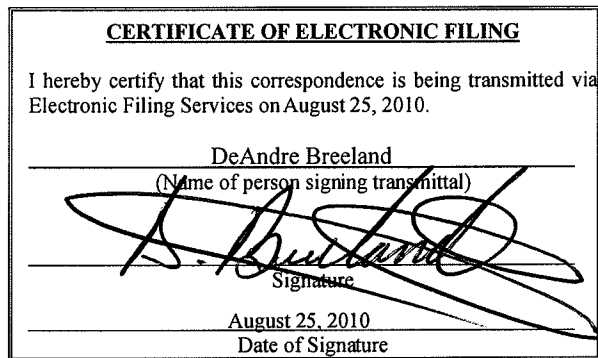 CERTIFICATE OF ELECTRONIC FILING
I hereby certify that this correspondence is being transmitted via
Electronic Filing Services on August 25, 2010.
DeAndre Breeland
(Name of person signing transmittal)
D. Breeland
Signature
August 25, 2010
Date of Signature